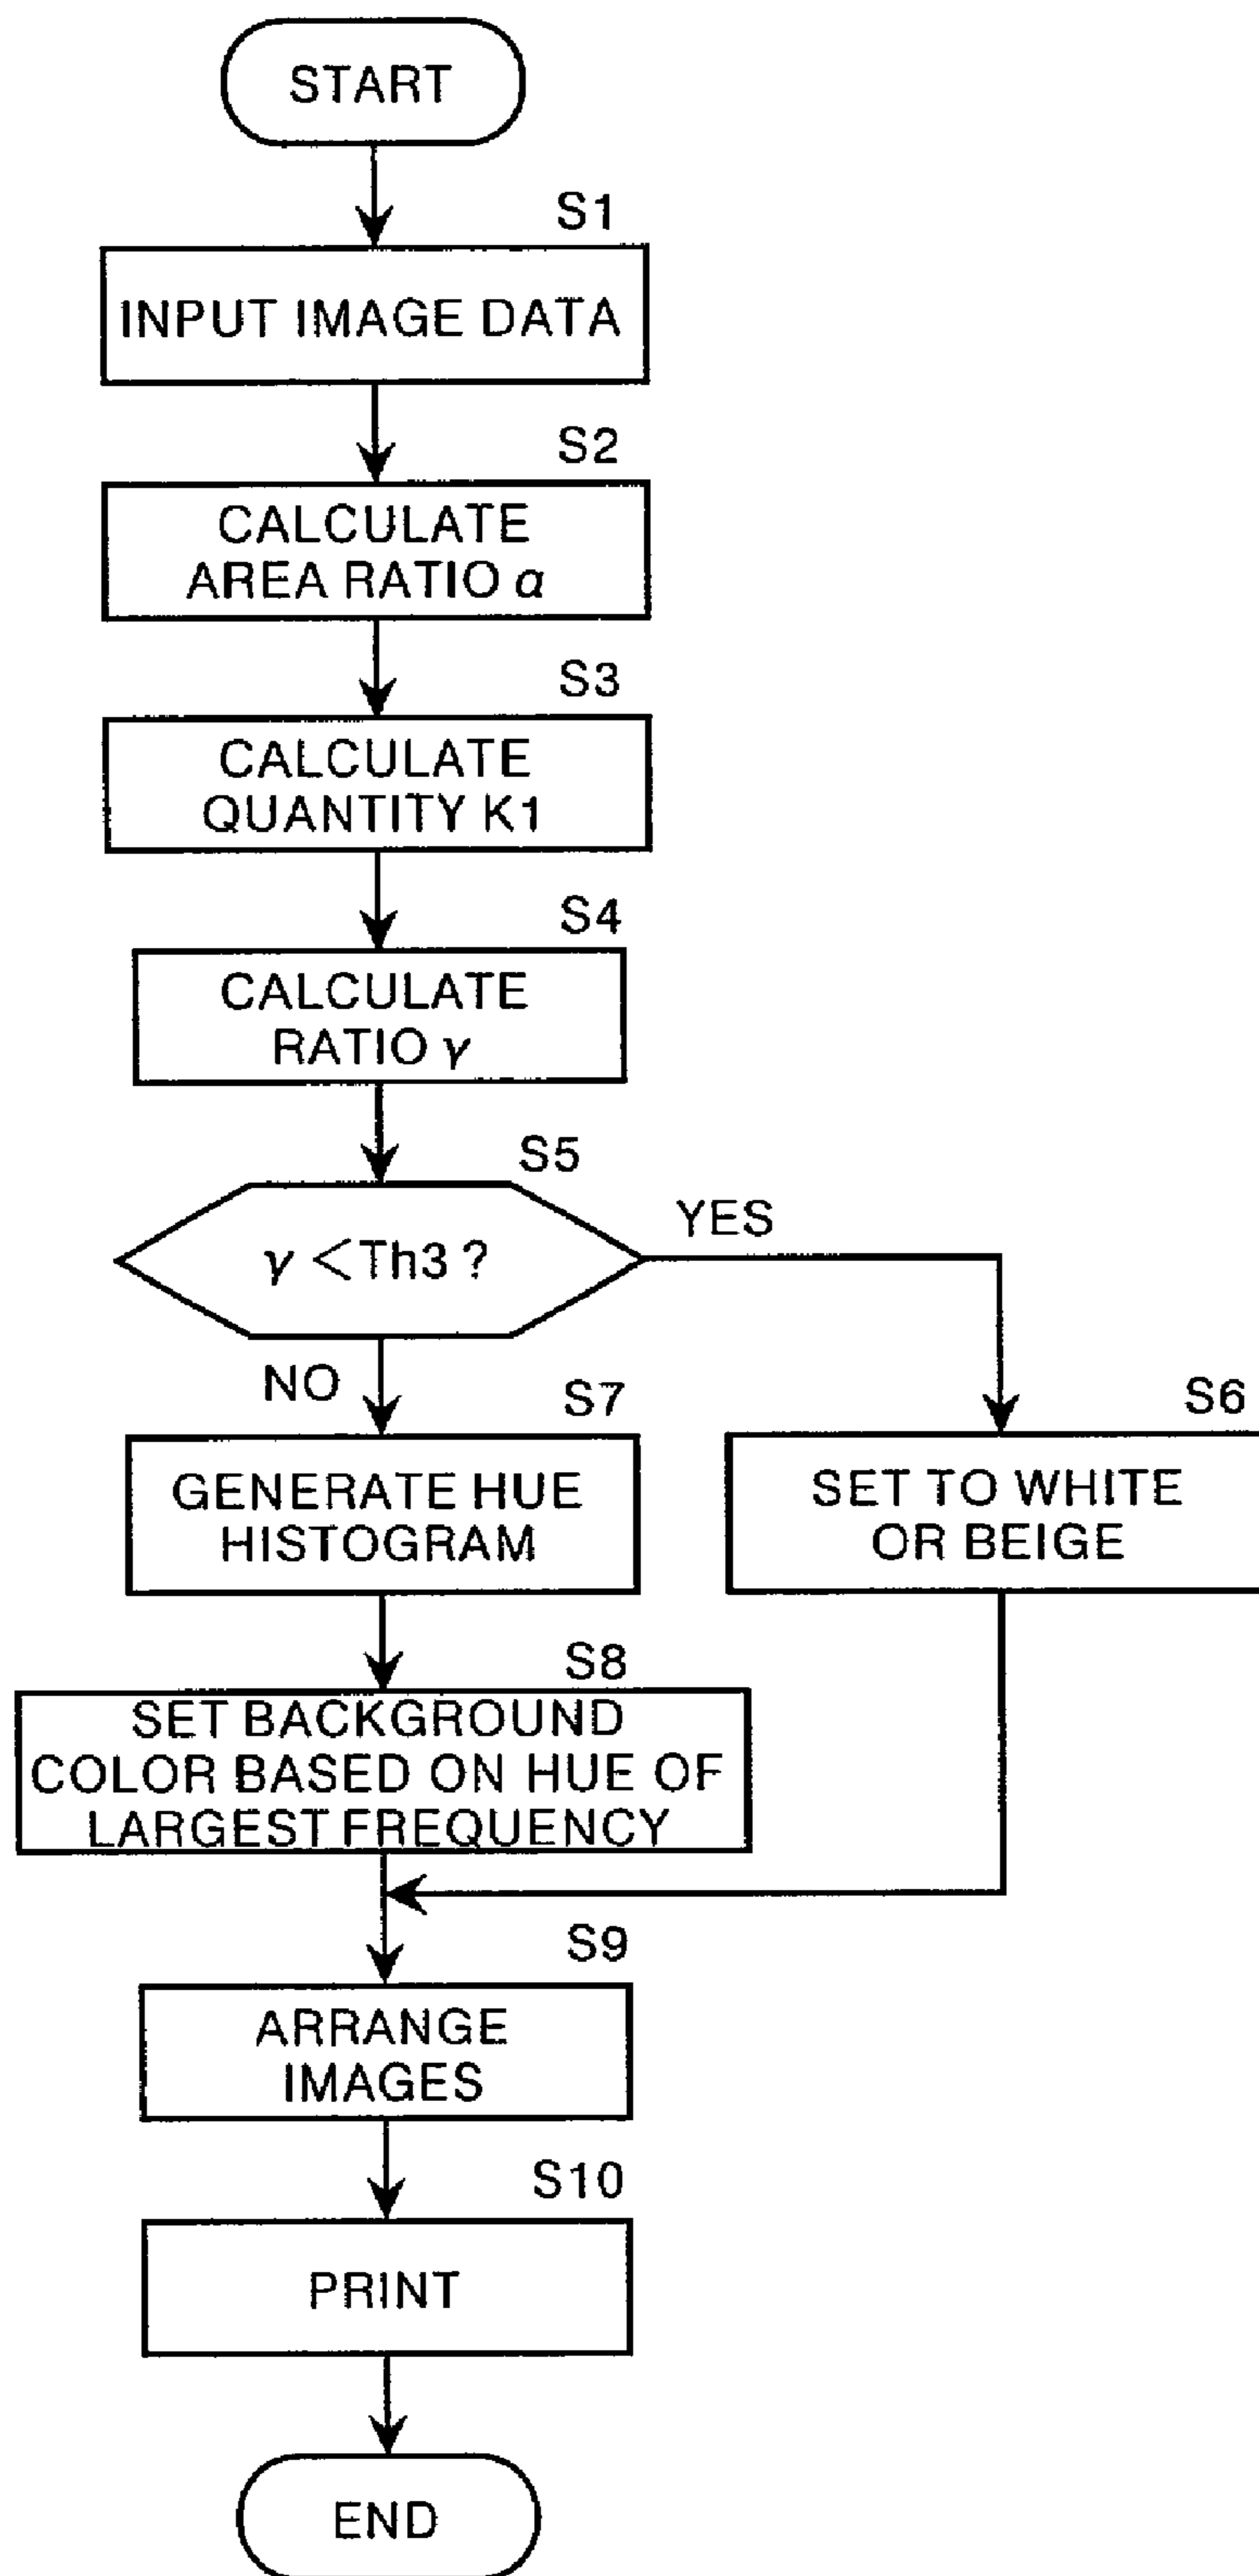 START
S1
INPUT IMAGE DATA
S2
CALCULATE
AREA RATIO α
S3
CALCULATE
QUANTITY K1
S4
CALCULATE
RATIO γ
S5
γ <Th3 ?
YES
NO
S7
GENERATE HUE
HISTOGRAM
S6
SET TO WHITE
OR BEIGE
S8
SET BACKGROUND
COLOR BASED ON HUE OF
LARGEST FREQUENCY
S9
ARRANGE
IMAGES
S10
PRINT
END